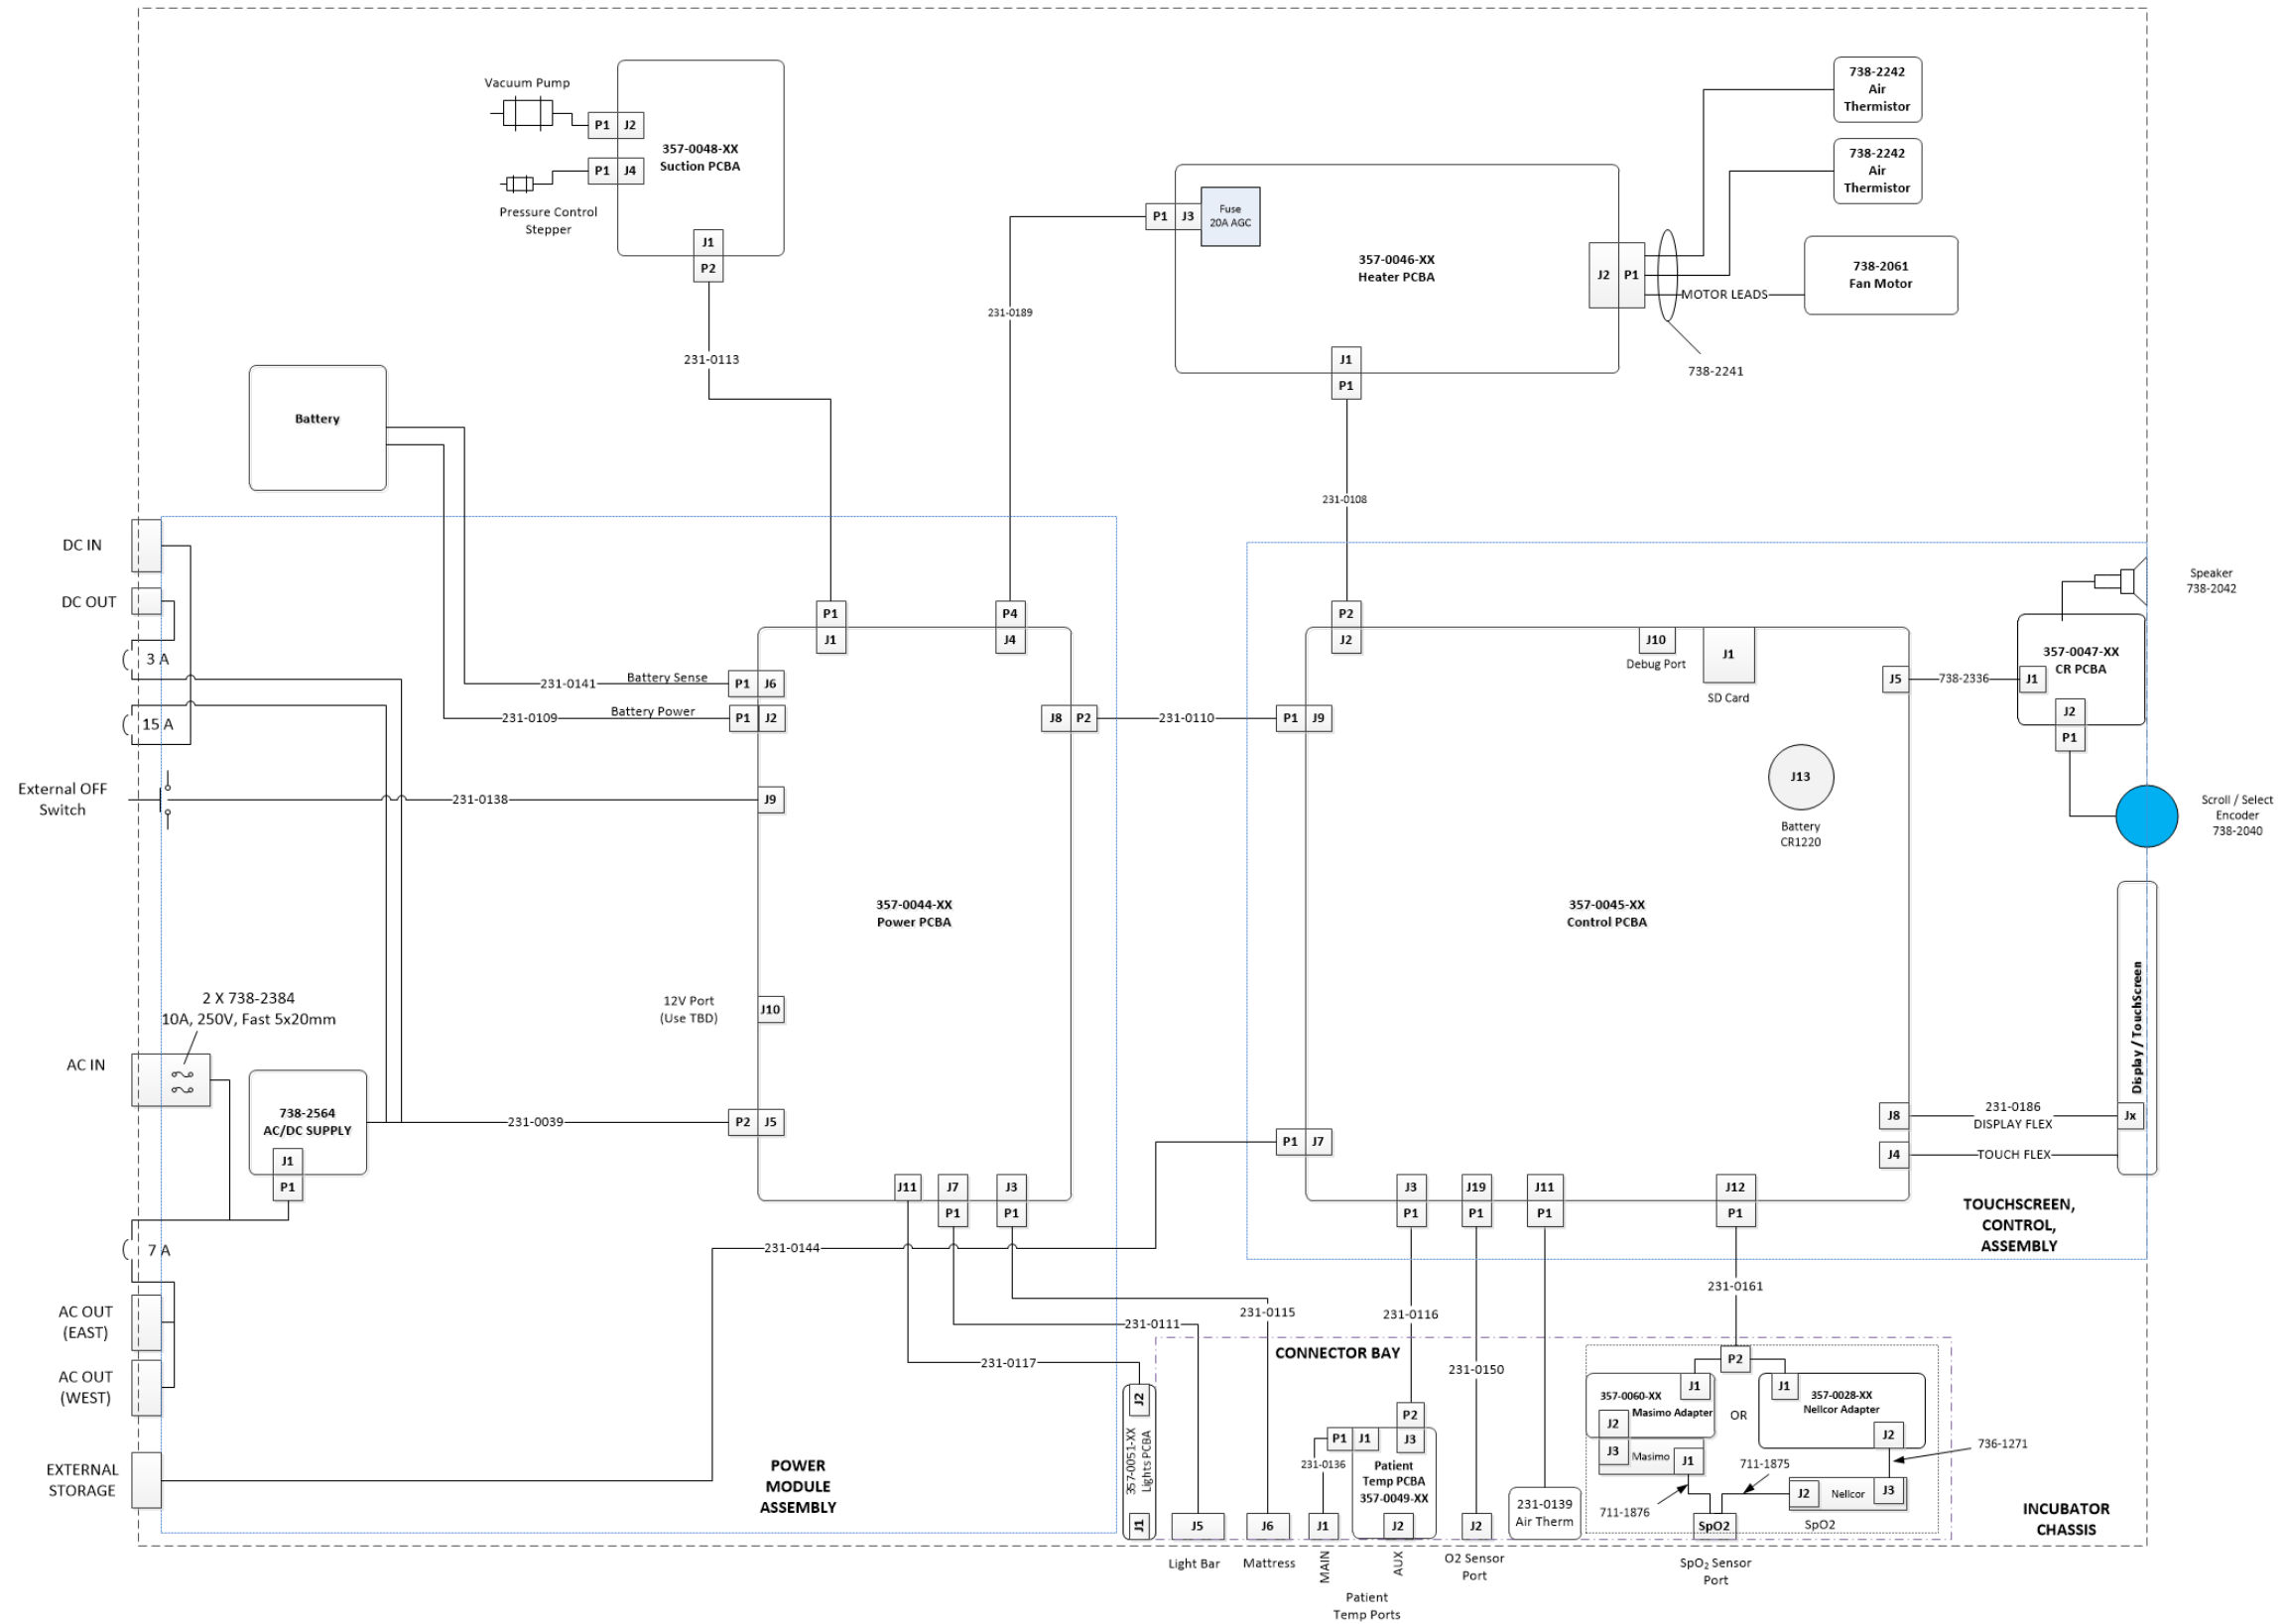 Vacuum Pump
P1
J2
357-0048-XX
Suction PCBA
P1
J4
Pressure Control
Stepper
J1
P2
231-0113
738-2242
Air
Thermistor
738-2242
Air
Thermistor
738-2061
Fan Motor
MOTOR LEADS
738-2241
P1
J3
Fuse
20A AGC
357-0046-XX
Heater PCBA
J2
P1
J1
P1
231-0189
231-0108
Battery
DC IN
DC OUT
3 A
15 A
External OFF
Switch
231-0141
Battery Sense
P1
J6
231-0109
Battery Power
P1
J2
231-0138
J9
P1
J1
P4
J4
J8
P2
231-0110
P1
J9
357-0044-XX
Power PCBA
12V Port
(Use TBD)
J10
2 X 738-2384
10A, 250V, Fast 5x20mm
AC IN
738-2564
AC/DC SUPPLY
J1
P1
231-0039
P2
J5
J11
J7
P1
J3
P1
7 A
231-0144
AC OUT
(EAST)
AC OUT
(WEST)
EXTERNAL
STORAGE
POWER
MODULE
ASSEMBLY
P2
J2
J10
Debug Port
J1
SD Card
J5
738-2336
J1
357-0047-XX
CR PCBA
J2
P1
Speaker
738-2042
J13
Battery
CR1220
Scroll / Select
Encoder
738-2040
357-0045-XX
Control PCBA
Display / TouchScreen
J8
231-0186
DISPLAY FLEX
Jx
J4
TOUCH FLEX
P1
J7
J3
P1
J19
P1
J11
P1
J12
P1
TOUCHSCREEN,
CONTROL,
ASSEMBLY
231-0115
231-0111
231-0117
231-0116
231-0150
231-0161
CONNECTOR BAY
J2
357-0051-XX
Lights PCBA
J1
J5
Light Bar
J6
Mattress
P1
J1
P2
J3
231-0136
Patient
Temp PCBA
357-0049-XX
J1
J2
MAIN
AUX
Patient
Temp Ports
J2
O2 Sensor
Port
231-0139
Air Therm
P2
J1
357-0060-XX
Masimo Adapter
J2
J3
Masimo
J1
OR
J1
357-0028-XX
Nellcor Adapter
J2
736-1271
711-1875
711-1876
J2
Nellcor
J3
SpO2
SpO2
SpO₂ Sensor
Port
INCUBATOR
CHASSIS